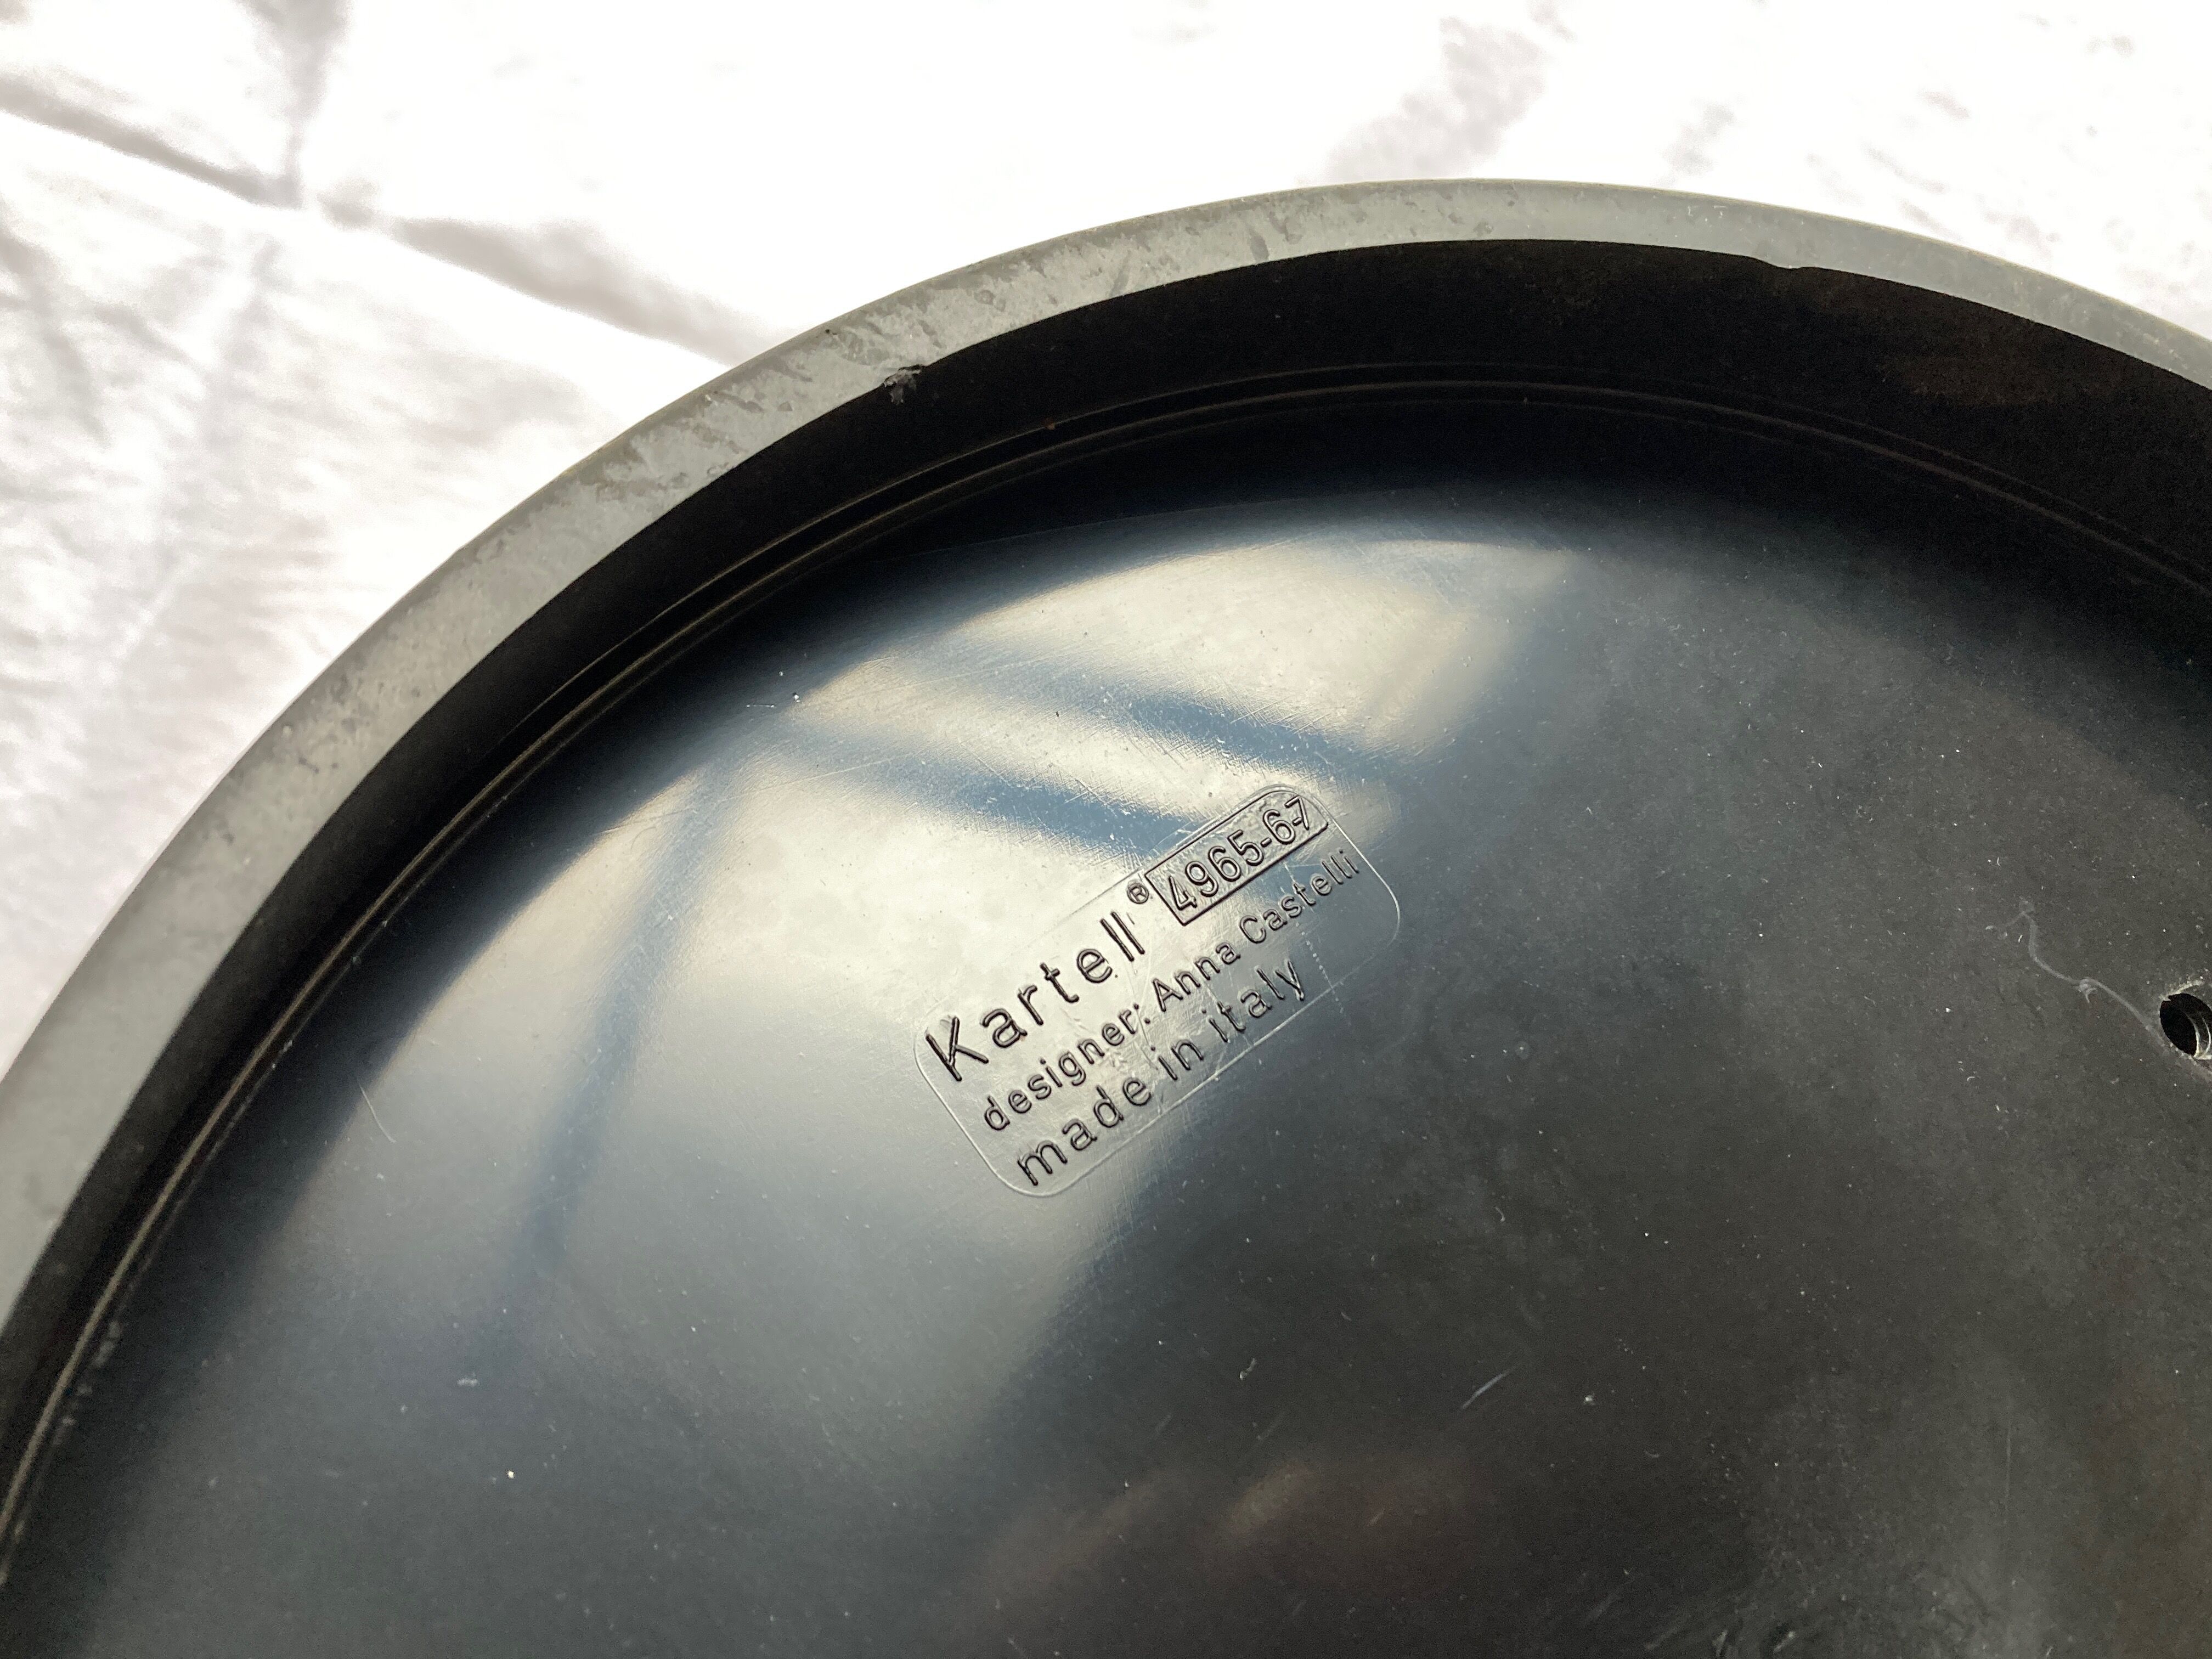 Kartell® 4965-6-7
designer: Anna Castelli
made in italy